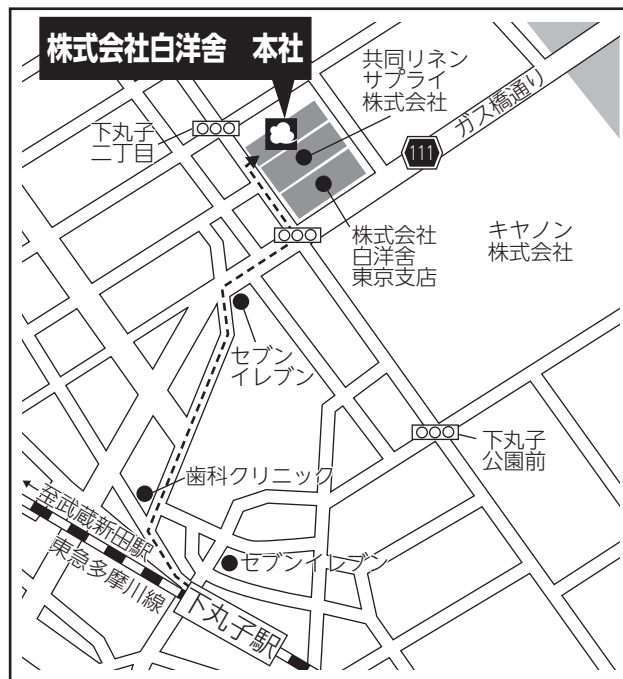 株式会社白洋舍 本社
共同リネン
サプライ
株式会社
ガス橋通り
下丸子
二丁目
111
株式会社
白洋舍
東京支店
キヤノン
株式会社
セブン
イレブン
下丸子
公園前
歯科クリニック
至武蔵新田駅
東急多摩川線
セブンイレブン
下丸子駅